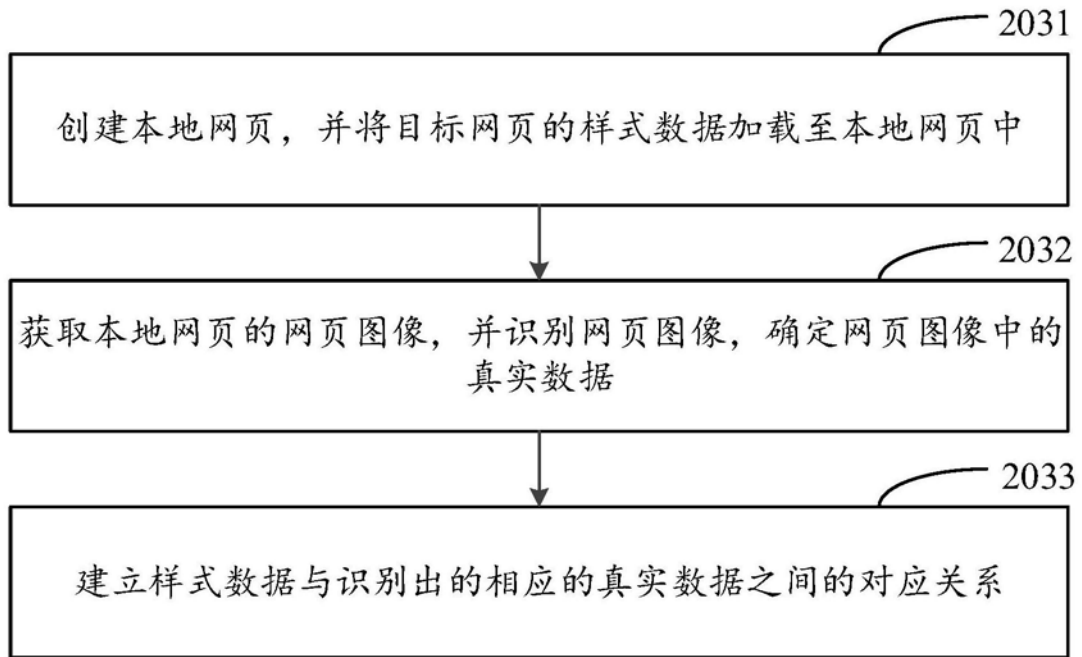 2031
创建本地网页，并将目标网页的样式数据加载至本地网页中
2032
获取本地网页的网页图像，并识别网页图像，确定网页图像中的
真实数据
2033
建立样式数据与识别出的相应的真实数据之间的对应关系